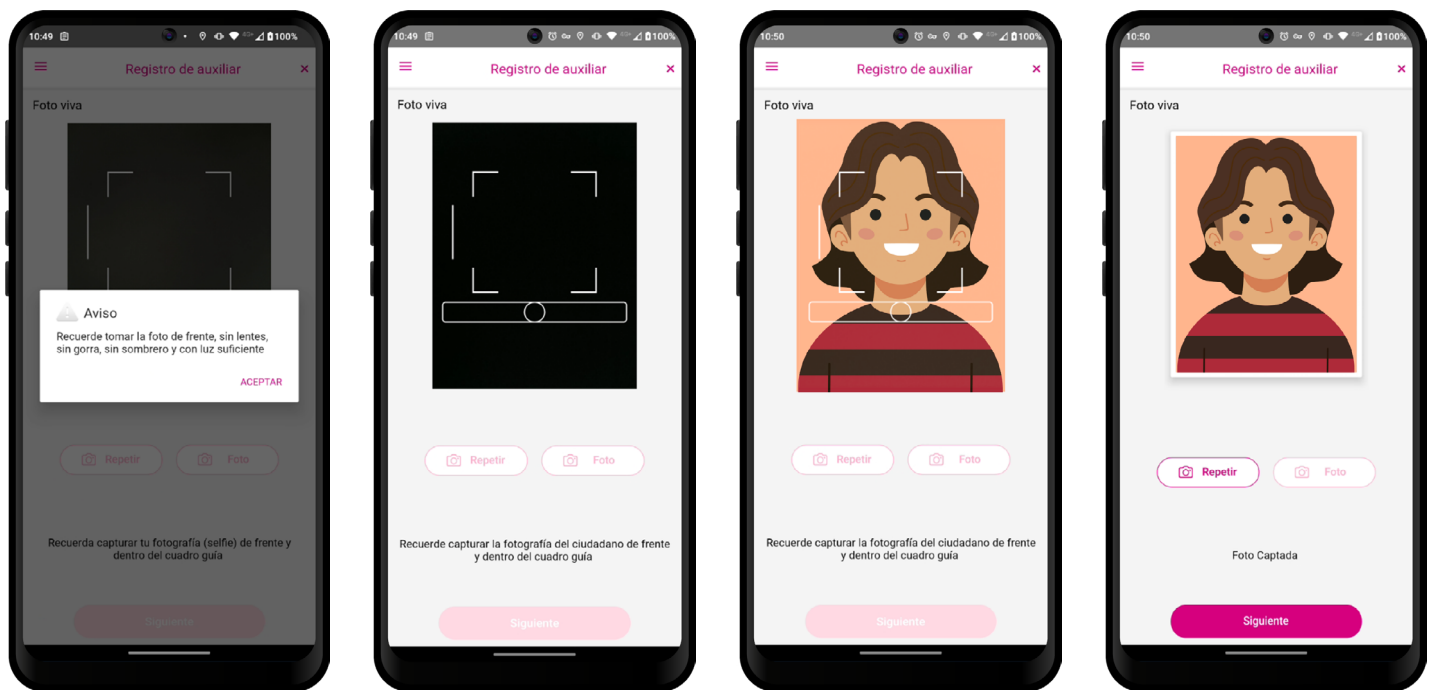 10:49
100%
Registro de auxiliar
×
Foto viva
Aviso
Recuerde tomar la foto de frente, sin lentes,
sin gorra, sin sombrero y con luz suficiente
ACEPTAR
Repetir
Foto
Recuerda capturar tu fotografía (selfie) de frente y
dentro del cuadro guía
Siguiente
10:49
100%
Registro de auxiliar
×
Foto viva
Repetir
Foto
Recuerde capturar la fotografía del ciudadano de frente
y dentro del cuadro guía
Siguiente
10:50
100%
Registro de auxiliar
×
Foto viva
Repetir
Foto
Recuerde capturar la fotografía del ciudadano de frente
y dentro del cuadro guía
Siguiente
10:50
100%
Registro de auxiliar
×
Foto viva
Repetir
Foto
Foto Captada
Siguiente